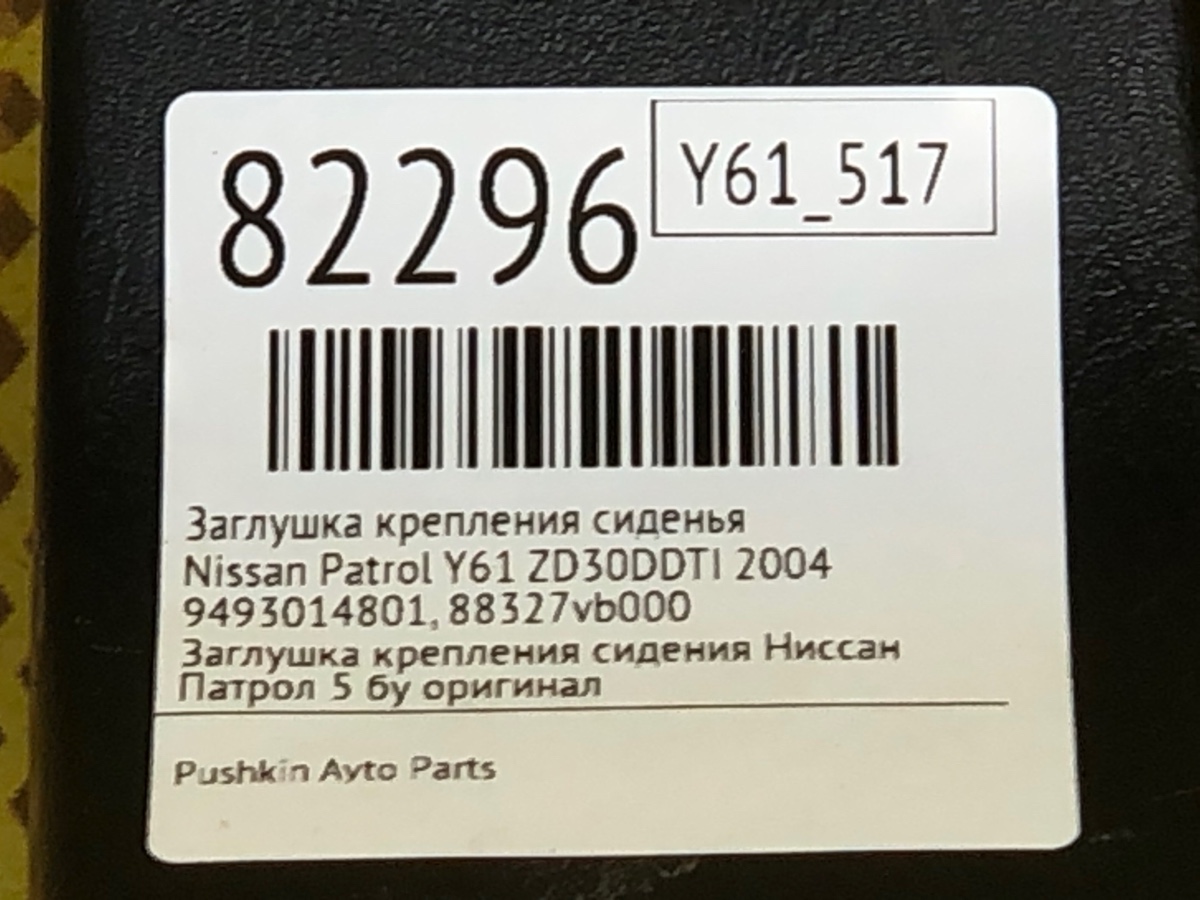 82296
Y61_517
Заглушка крепления сиденья
Nissan Patrol Y61 ZD30DDTI 2004
9493014801, 88327vb000
Заглушка крепления сидения Ниссан
Патрол 5 бу оригинал
Pushkin Ayto Parts